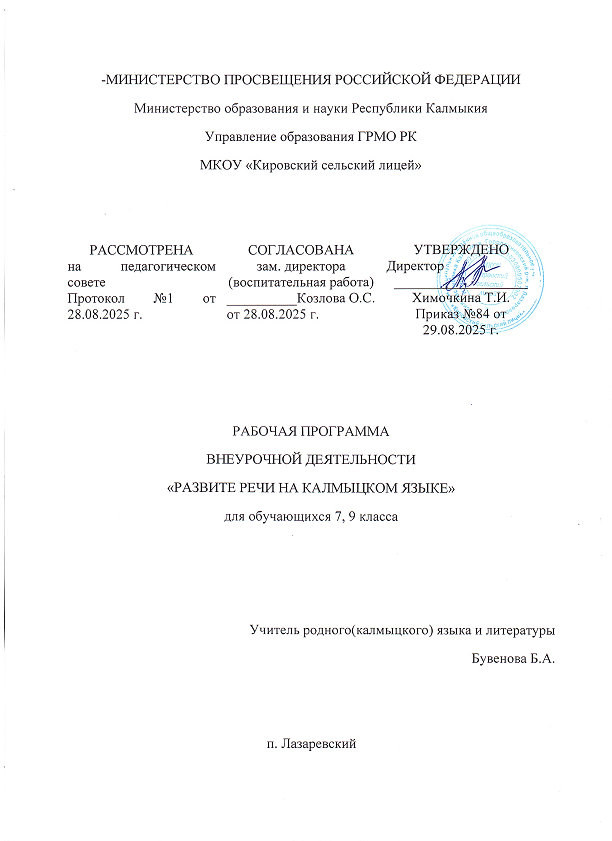 -МИНИСТЕРСТВО ПРОСВЕЩЕНИЯ РОССИЙСКОЙ ФЕДЕРАЦИИ
Министерство образования и науки Республики Калмыкия
Управление образования ГРМО РК
МКОУ «Кировский сельский лицей»
РАССМОТРЕНА
на педагогическом
совете
Протокол №1 от
28.08.2025 г.
СОГЛАСОВАНА
зам. директора
(воспитательная работа)
__________Козлова О.С.
от 28.08.2025 г.
УТВЕРЖДЕНО
Директор
Химочкина Т.И.
Приказ №84 от
29.08.2025 г.
РАБОЧАЯ ПРОГРАММА
ВНЕУРОЧНОЙ ДЕЯТЕЛЬНОСТИ
«РАЗВИТЕ РЕЧИ НА КАЛМЫЦКОМ ЯЗЫКЕ»
для обучающихся 7, 9 класса
Учитель родного(калмыцкого) языка и литературы
Бувенова Б.А.
п. Лазаревский